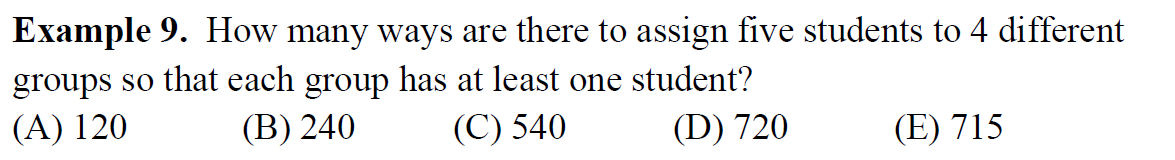 Example 9. How many ways are there to assign five students to 4 different
groups so that each group has at least one student?
(A) 120 (B) 240 (C) 540 (D) 720 (E) 715